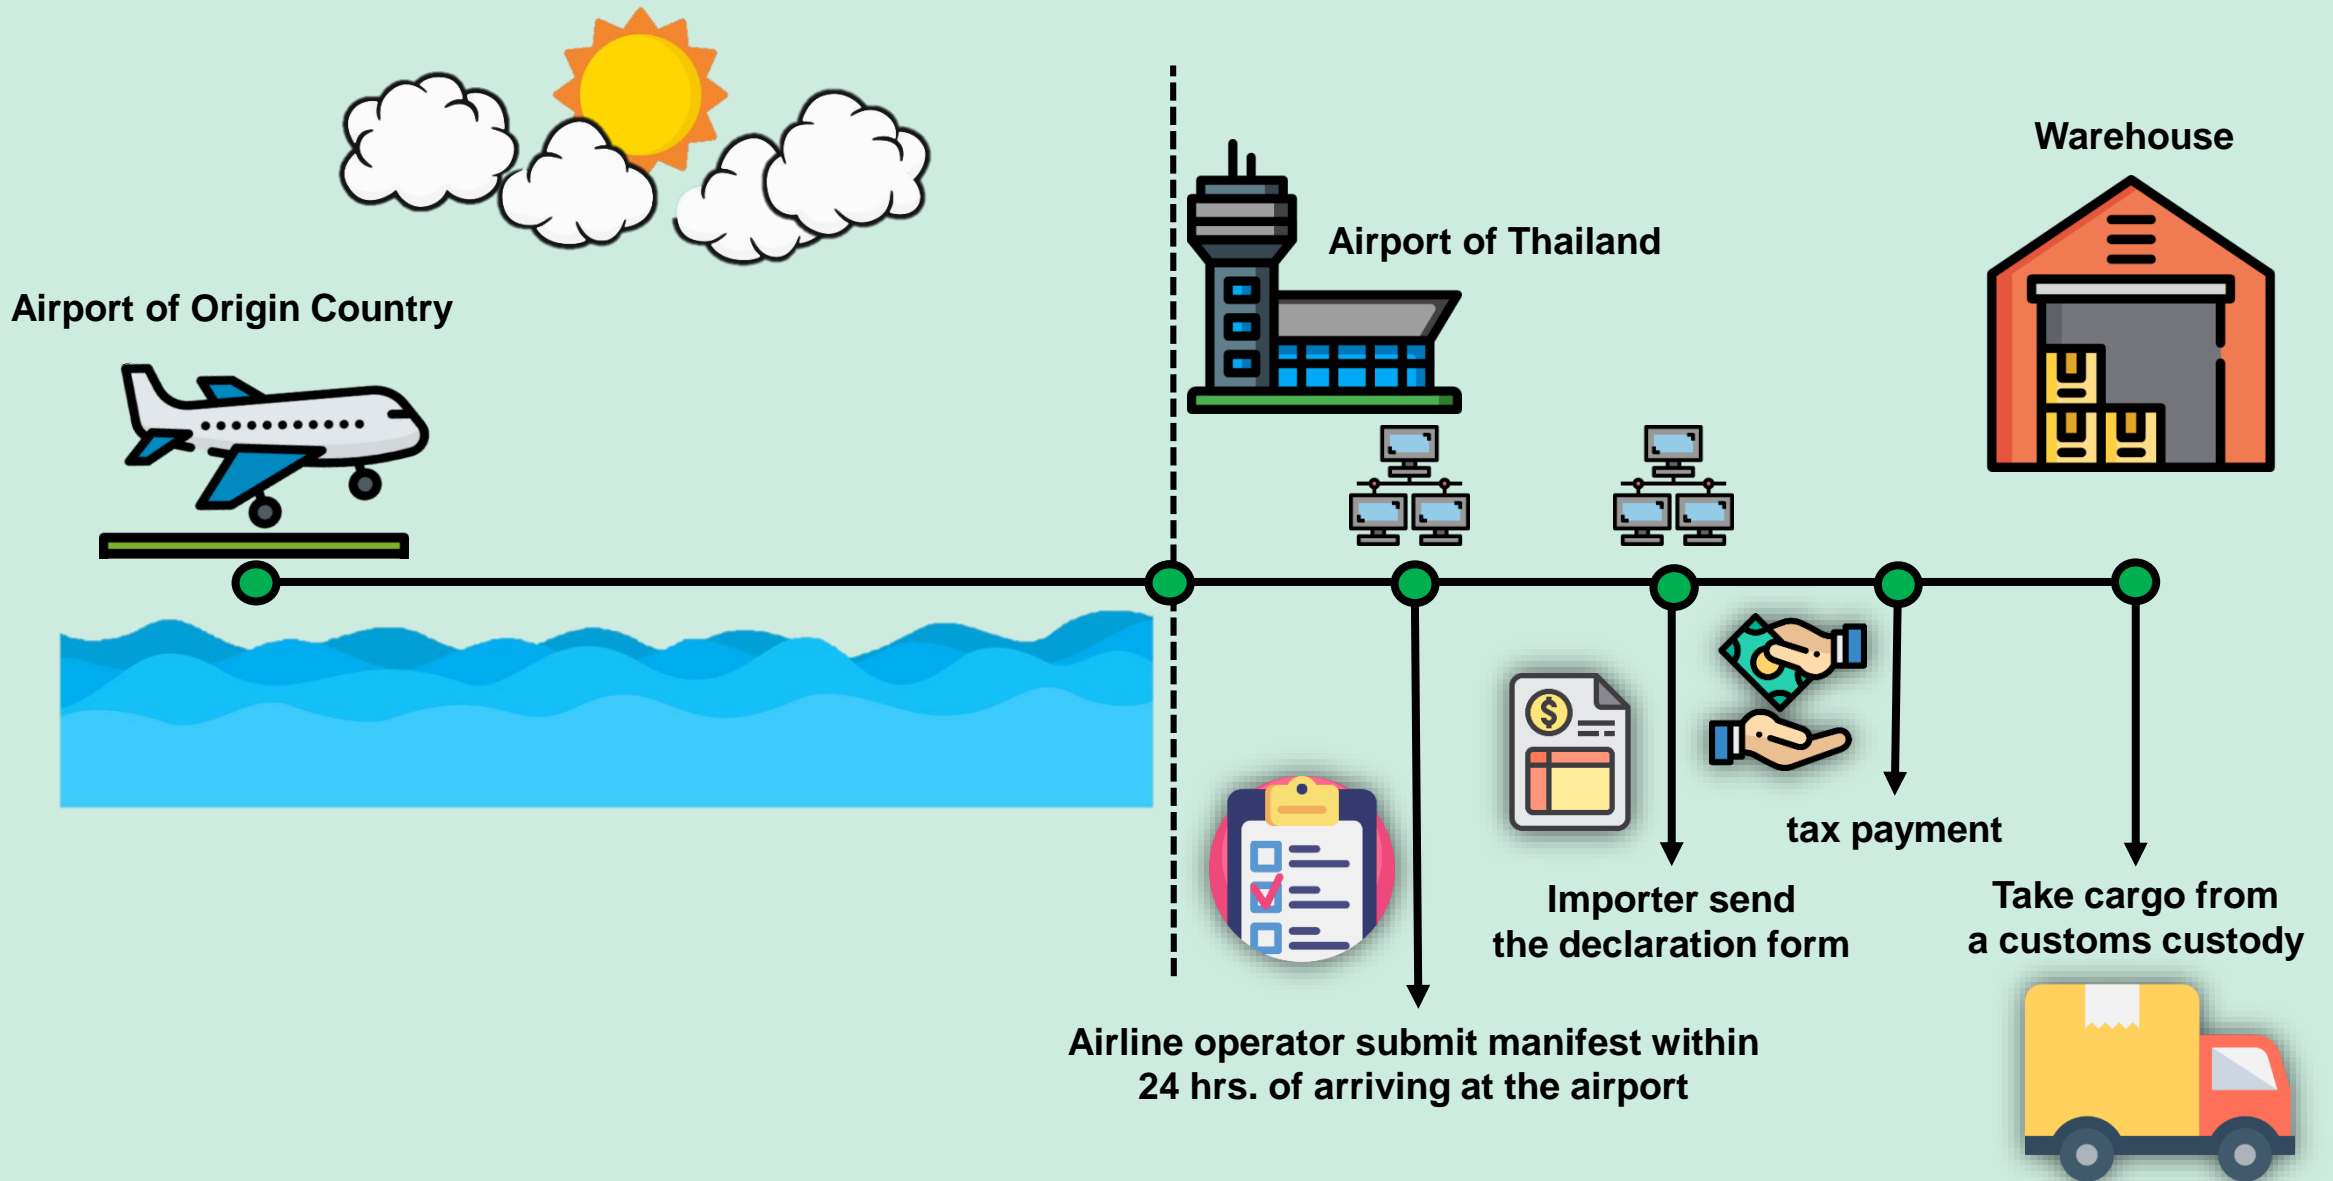 Warehouse
Airport of Thailand
Airport of Origin Country
tax payment
Importer send
the declaration form
Take cargo from
a customs custody
Airline operator submit manifest within
24 hrs. of arriving at the airport